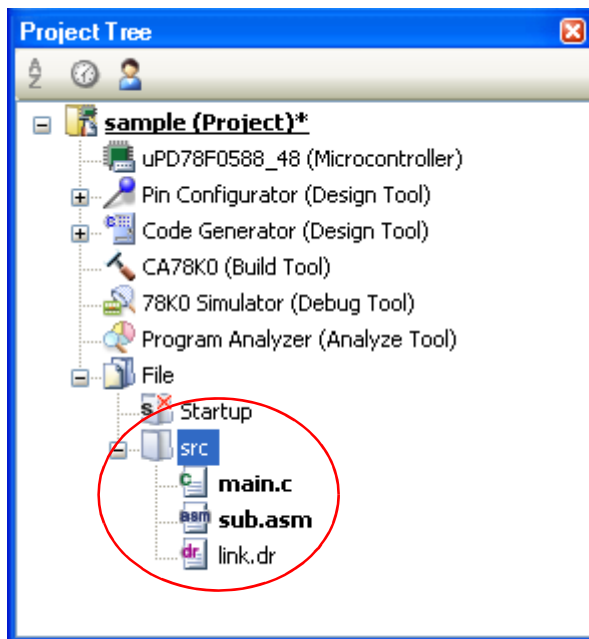 Project Tree
sample (Project)*
uPD78F0588_48 (Microcontroller)
Pin Configurator (Design Tool)
Code Generator (Design Tool)
CA78K0 (Build Tool)
78K0 Simulator (Debug Tool)
Program Analyzer (Analyze Tool)
File
Startup
src
main.c
sub.asm
link.dr